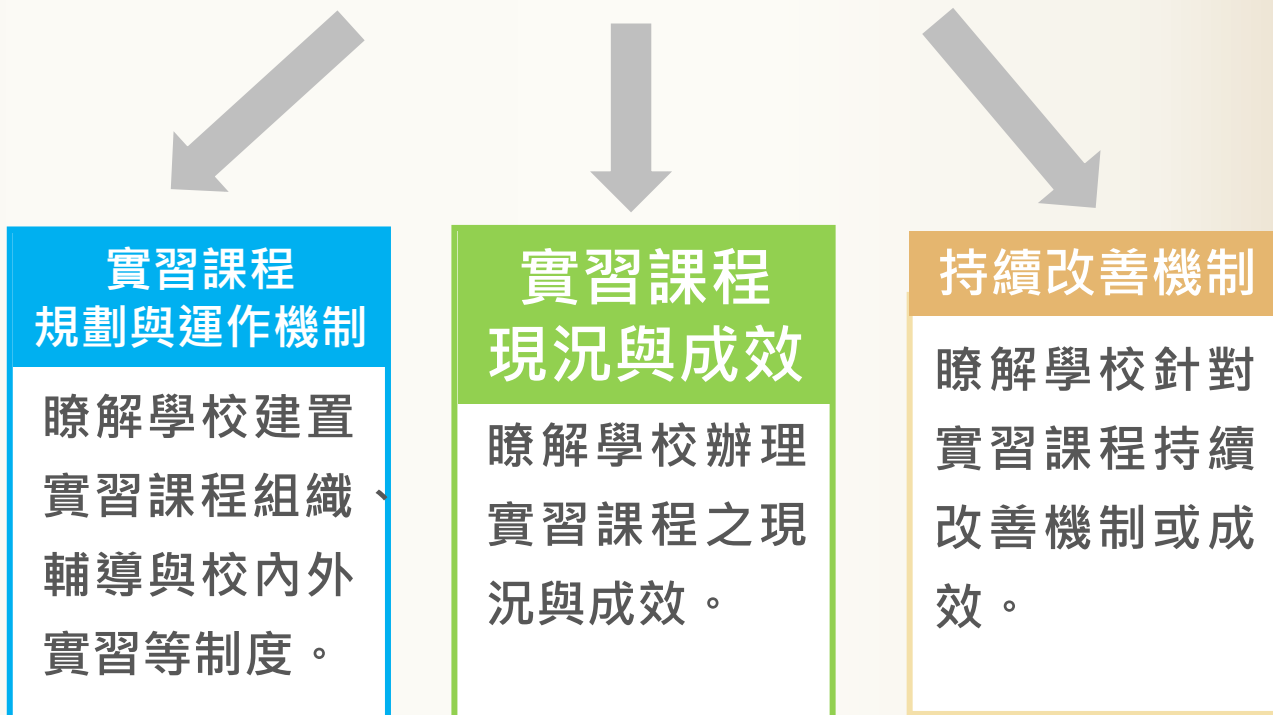 實習課程
規劃與運作機制
瞭解學校建置
實習課程組織、
輔導與校內外
實習等制度。
實習課程
現況與成效
瞭解學校辦理
實習課程之現
況與成效。
持續改善機制
瞭解學校針對
實習課程持續
改善機制或成
效。